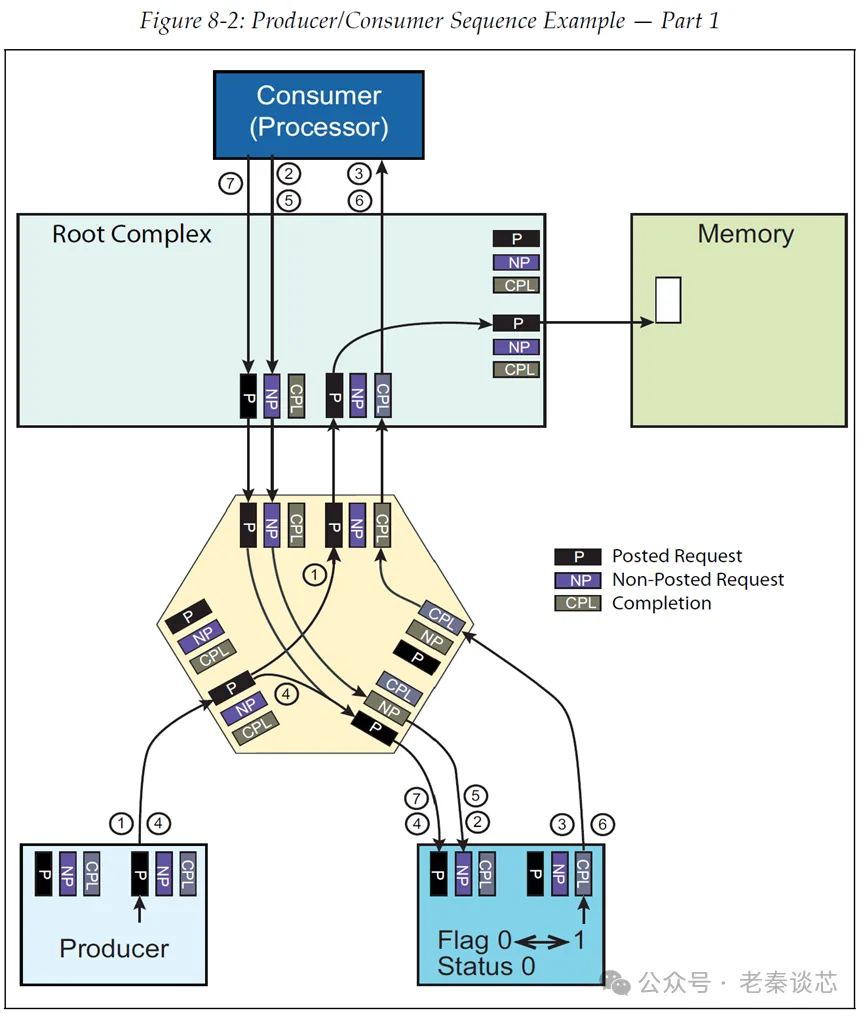 Figure 8-2: Producer/Consumer Sequence Example — Part 1
Consumer
(Processor)
7
2
5
3
6
Root Complex
Memory
P
NP
CPL
P
NP
CPL
P
NP
CPL
P
NP
CPL
P
NP
CPL
P
NP
CPL
1
P Posted Request
NP Non-Posted Request
CPL Completion
P
NP
CPL
CPL
NP
P
P
NP
CPL
4
CPL
NP
P
1
4
7
4
5
2
3
6
P
NP
CPL
P
NP
CPL
Producer
P
NP
CPL
P
NP
CPL
Flag 0
1
Status 0
公众号 · 老秦谈芯